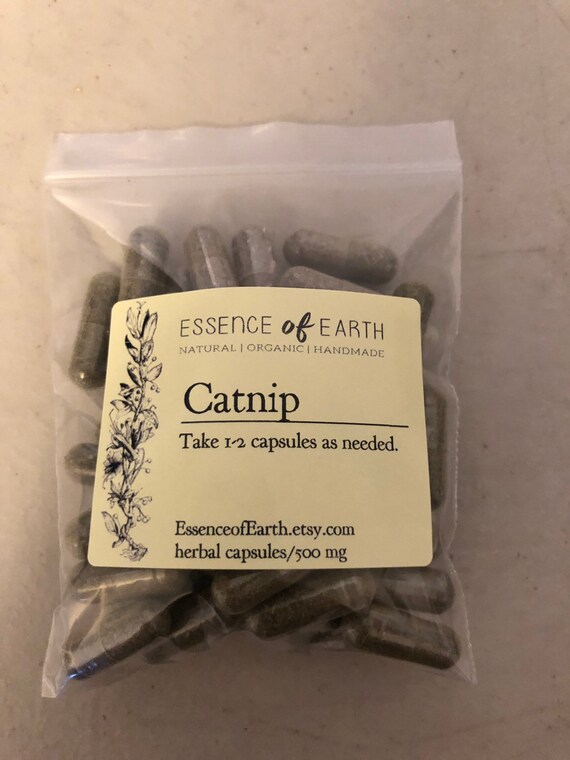 ESSENCE of EARTH
NATURAL | ORGANIC | HANDMADE
Catnip
Take 1-2 capsules as needed.
EssenceofEarth.etsy.com
herbal capsules/500 mg